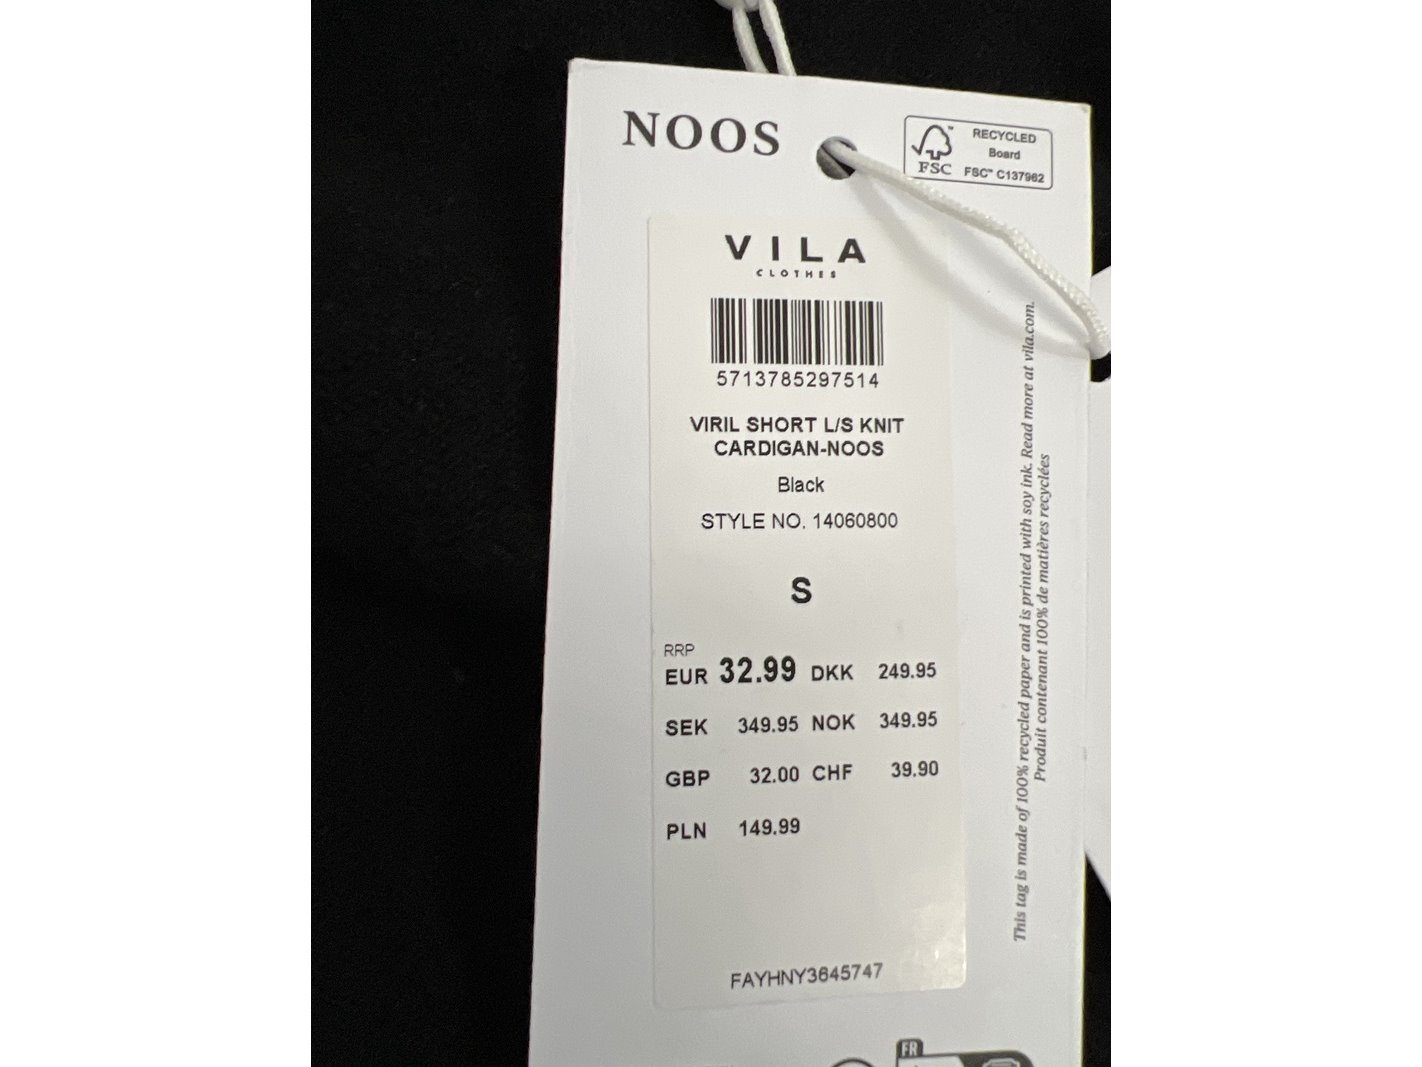 NOOS
FSC™
RECYCLED
Board
FSC™ C137982
VILA
CLOTHES
5713785297514
VIRIL SHORT L/S KNIT
CARDIGAN-NOOS
Black
STYLE NO. 14060800
S
RRP
EUR 32.99 DKK 249.95
SEK 349.95 NOK 349.95
GBP 32.00 CHF 39.90
PLN 149.99
FAYHNY3645747
This tag is made of 100% recycled paper and is printed with soy ink. Read more at vila.com.
Produit contenant 100% de matières recyclées
FR